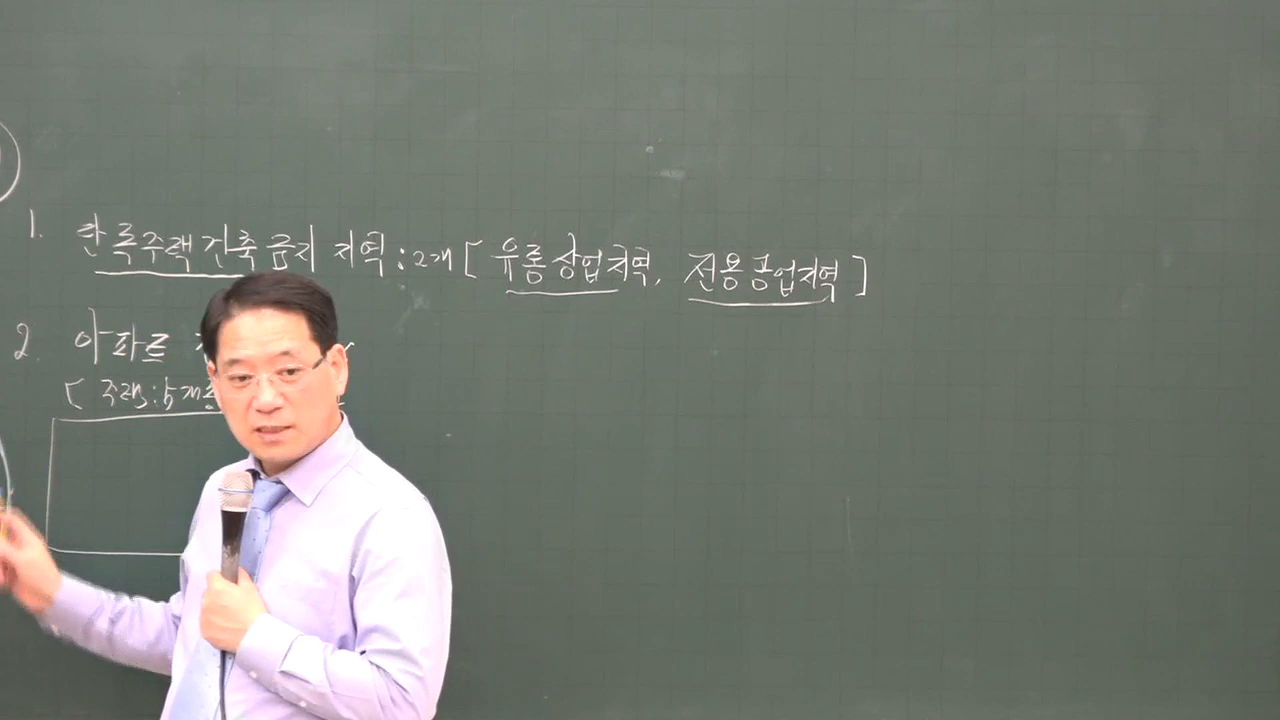 1. 단독주택 건축 금지 지역 : 2개 [ 유통상업지역, 전용공업지역 ]
2. 아파트
[ 주택 : 5개